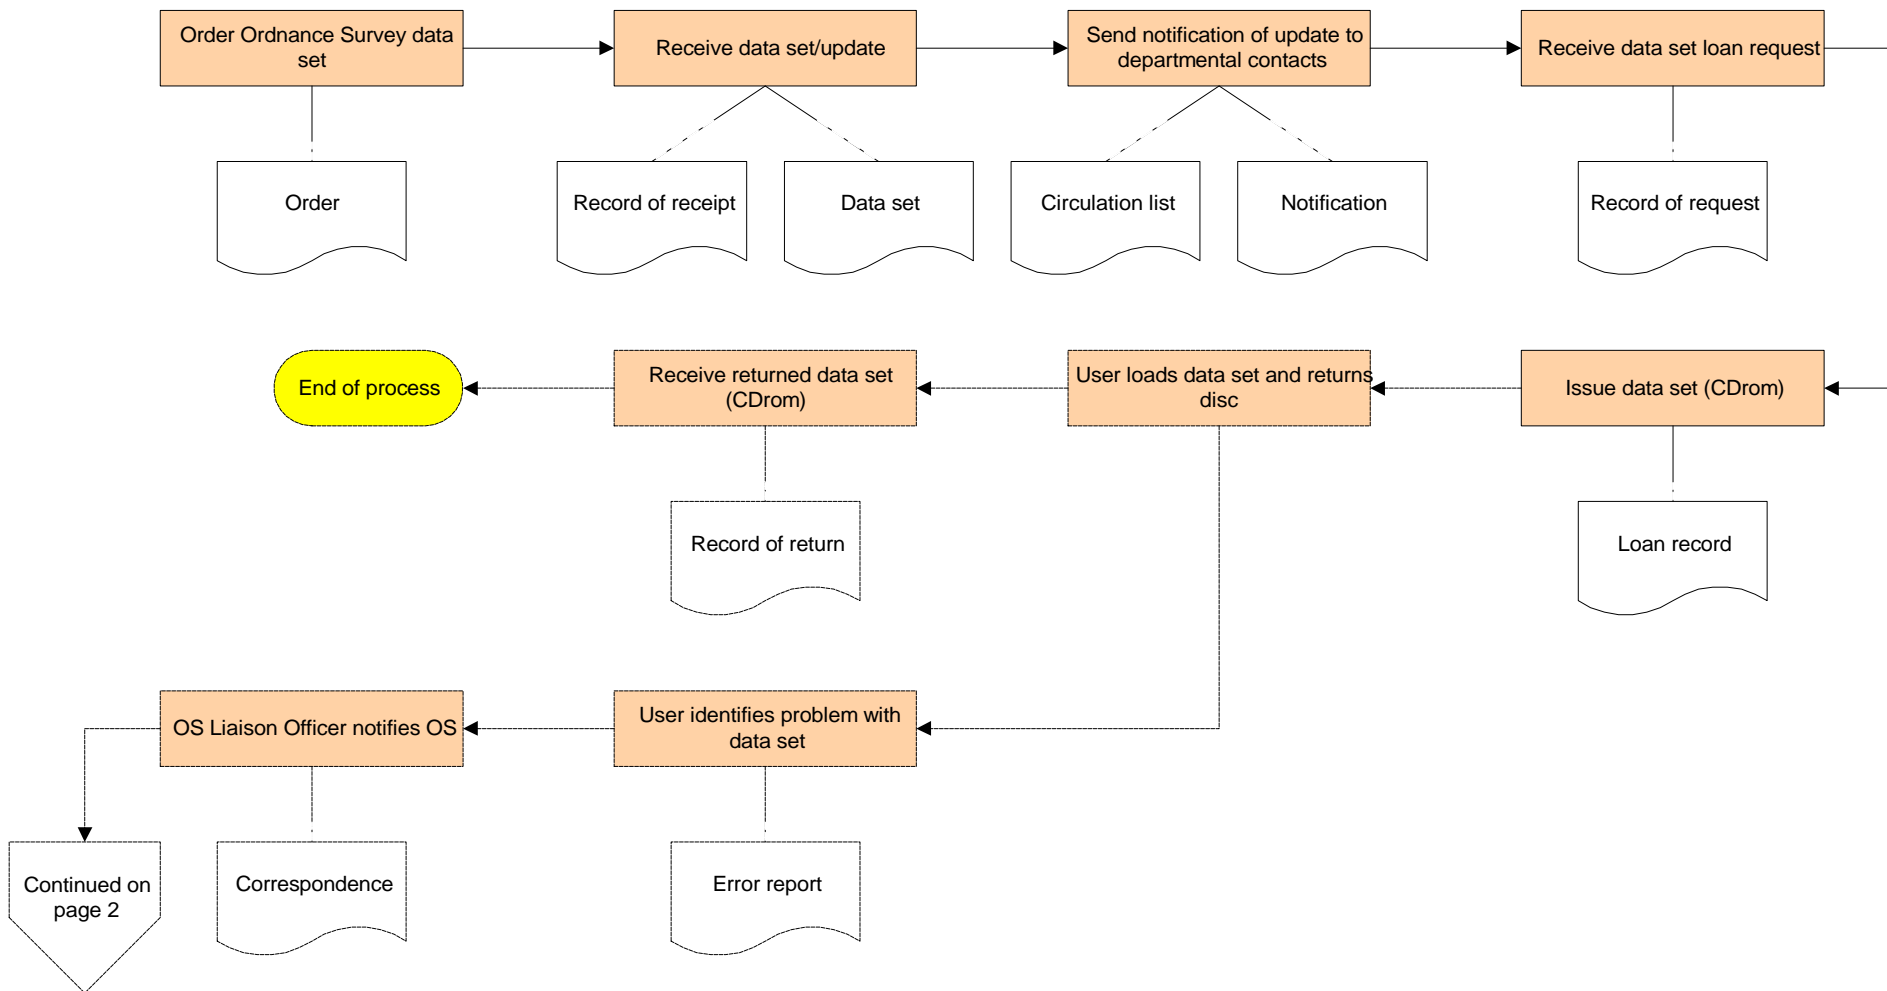 Order Ordnance Survey data
set
Receive data set/update
Send notification of update to
departmental contacts
Receive data set loan request
Order
Record of receipt
Data set
Circulation list
Notification
Record of request
End of process
Receive returned data set
(CDrom)
User loads data set and returns
disc
Issue data set (CDrom)
Record of return
Loan record
OS Liaison Officer notifies OS
User identifies problem with
data set
Continued on
page 2
Correspondence
Error report